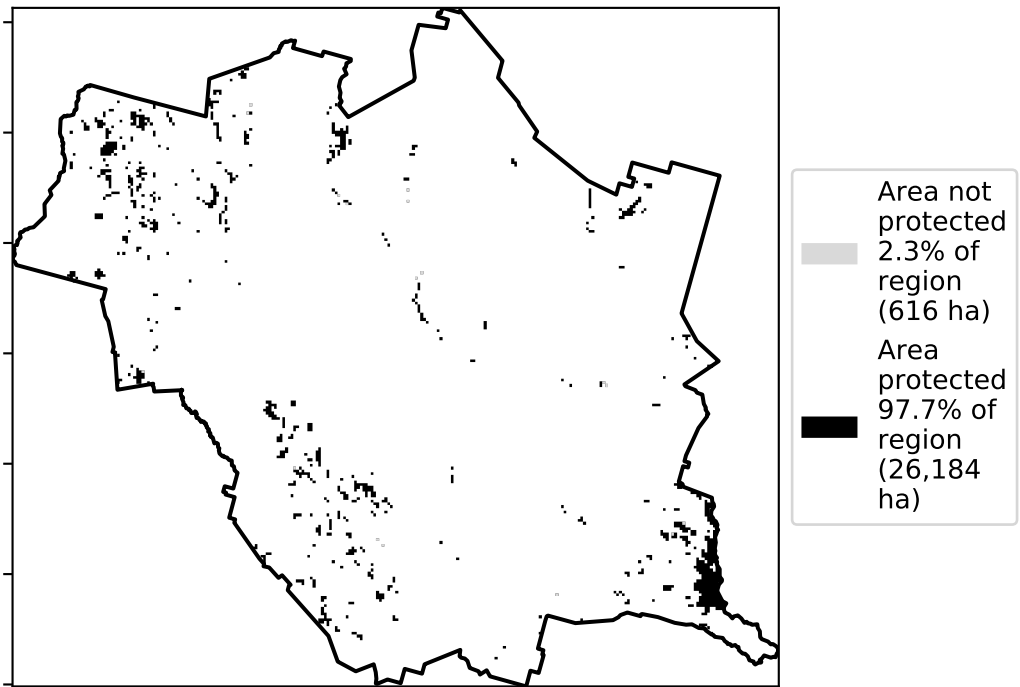 Area not
protected
2.3% of
region
(616 ha)
Area
protected
97.7% of
region
(26,184
ha)